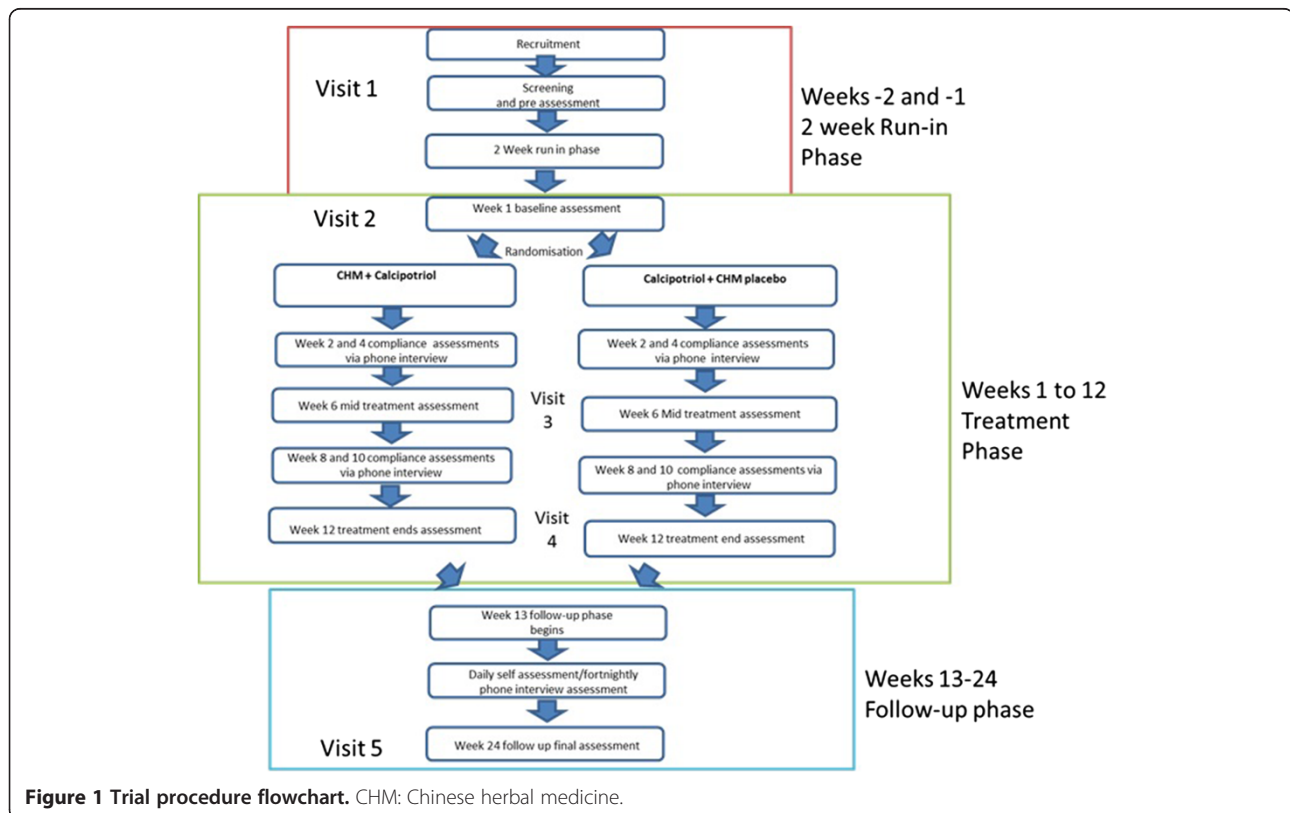 Recruitment
Visit 1
Screening
and pre assessment
2 Week run in phase
Weeks -2 and -1
2 week Run-in
Phase
Visit 2
Week 1 baseline assessment
Randomisation
CHM + Calcipotriol
Calcipotriol + CHM placebo
Week 2 and 4 compliance assessments
via phone interview
Week 2 and 4 compliance assessments
via phone interview
Week 6 mid treatment assessment
Visit
3
Week 6 Mid treatment assessment
Week 8 and 10 compliance assessments
via phone interview
Week 8 and 10 compliance assessments via
phone interview
Week 12 treatment ends assessment
Visit
4
Week 12 treatment end assessment
Weeks 1 to 12
Treatment
Phase
Week 13 follow-up phase
begins
Daily self assessment/fortnightly
phone interview assessment
Visit 5
Week 24 follow up final assessment
Weeks 13-24
Follow-up phase
Figure 1 Trial procedure flowchart. CHM: Chinese herbal medicine.